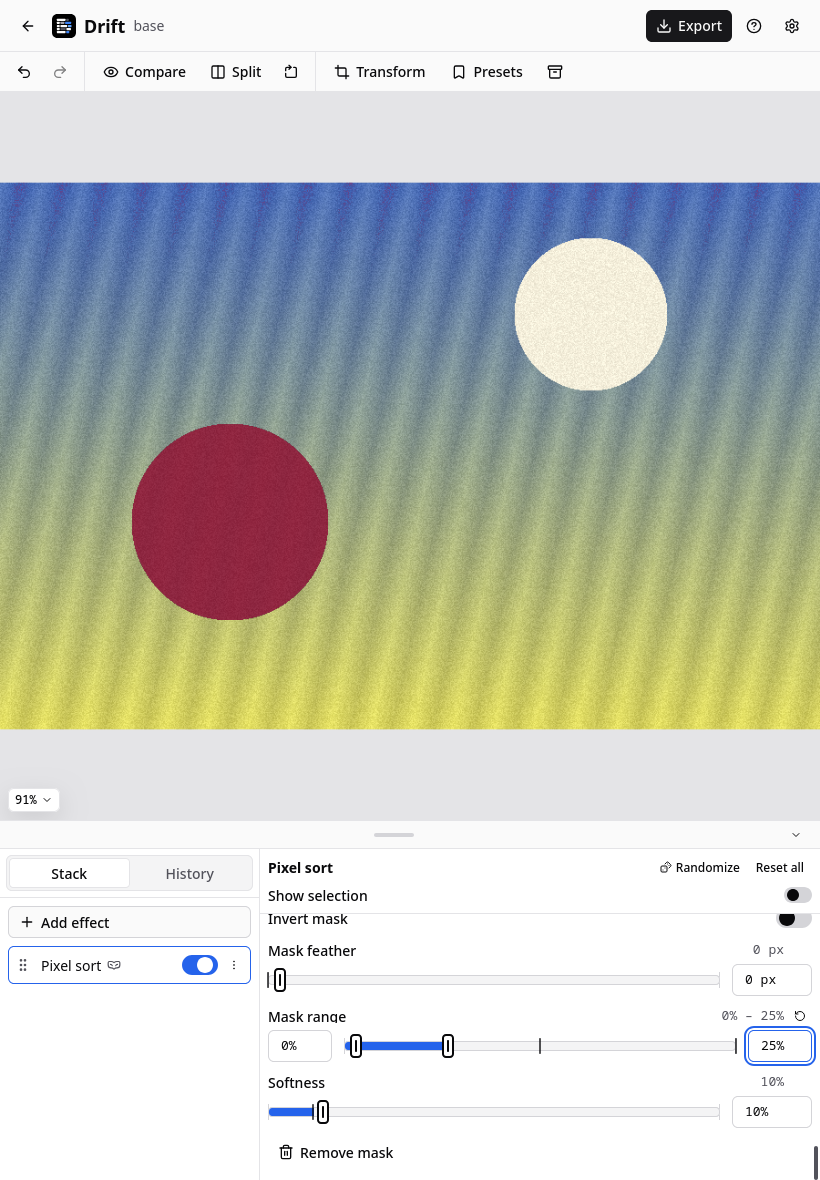 Drift base
Export
Compare
Split
Transform
Presets
91%
Stack
History
Add effect
Pixel sort
Pixel sort
Randomize
Reset all
Show selection
Invert mask
Mask feather
0 px
0 px
Mask range
0% – 25%
0%
25%
Softness
10%
10%
Remove mask